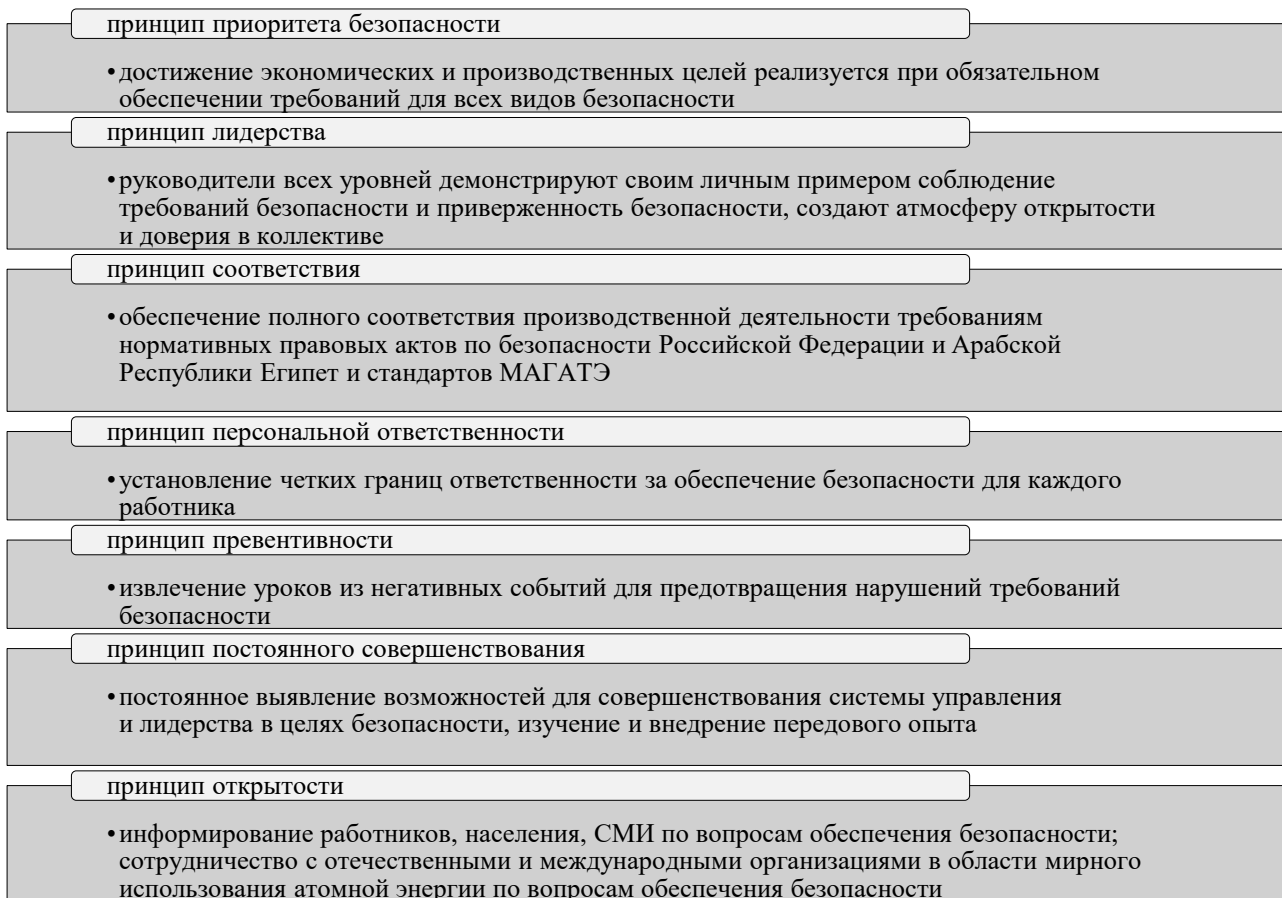 принцип приоритета безопасности
•достижение экономических и производственных целей реализуется при обязательном
обеспечении требований для всех видов безопасности
принцип лидерства
•руководители всех уровней демонстрируют своим личным примером соблюдение
требований безопасности и приверженность безопасности, создают атмосферу открытости
и доверия в коллективе
принцип соответствия
•обеспечение полного соответствия производственной деятельности требованиям
нормативных правовых актов по безопасности Российской Федерации и Арабской
Республики Египет и стандартов МАГАТЭ
принцип персональной ответственности
•установление четких границ ответственности за обеспечение безопасности для каждого
работника
принцип превентивности
•извлечение уроков из негативных событий для предотвращения нарушений требований
безопасности
принцип постоянного совершенствования
•постоянное выявление возможностей для совершенствования системы управления
и лидерства в целях безопасности, изучение и внедрение передового опыта
принцип открытости
•информирование работников, населения, СМИ по вопросам обеспечения безопасности;
сотрудничество с отечественными и международными организациями в области мирного
использования атомной энергии по вопросам обеспечения безопасности